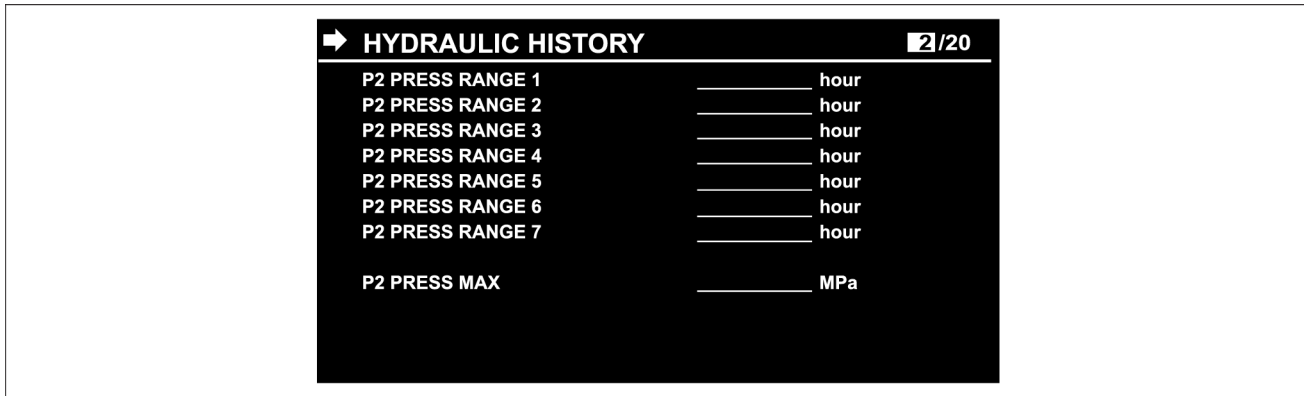 HYDRAULIC HISTORY 2/20
P2 PRESS RANGE 1 hour
P2 PRESS RANGE 2 hour
P2 PRESS RANGE 3 hour
P2 PRESS RANGE 4 hour
P2 PRESS RANGE 5 hour
P2 PRESS RANGE 6 hour
P2 PRESS RANGE 7 hour
P2 PRESS MAX MPa